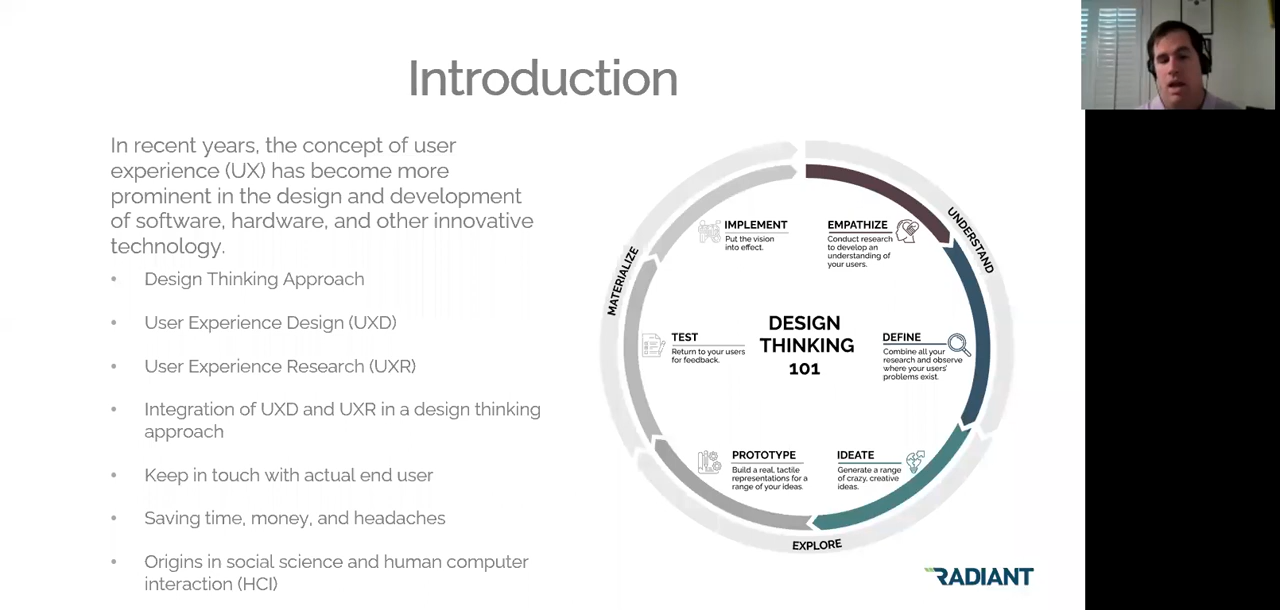 Introduction
In recent years, the concept of user
experience (UX) has become more
prominent in the design and development
of software, hardware, and other innovative
technology.
• Design Thinking Approach
• User Experience Design (UXD)
• User Experience Research (UXR)
• Integration of UXD and UXR in a design thinking
approach
• Keep in touch with actual end user
• Saving time, money, and headaches
• Origins in social science and human computer
interaction (HCI)
DESIGN
THINKING
101
UNDERSTAND
EMPATHIZE
Conduct research
to develop an
understanding of
your users.
DEFINE
Combine all your
research and observe
where your users'
problems exist.
EXPLORE
IDEATE
Generate a range
of crazy, creative
ideas.
PROTOTYPE
Build a real, tactile
representations for a
range of your ideas.
MATERIALIZE
TEST
Return to your users
for feedback.
IMPLEMENT
Put the vision
into effect.
RADIANT